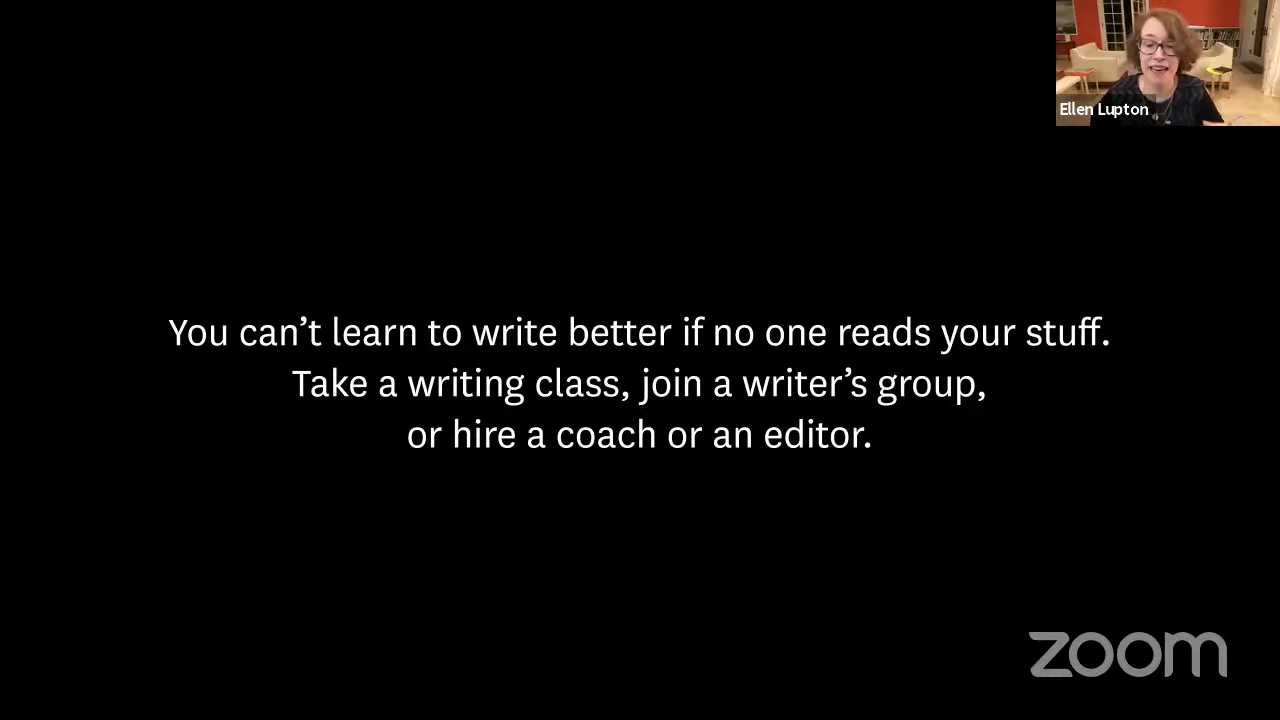 Ellen Lupton
You can’t learn to write better if no one reads your stuff.
Take a writing class, join a writer’s group,
or hire a coach or an editor.
zoom